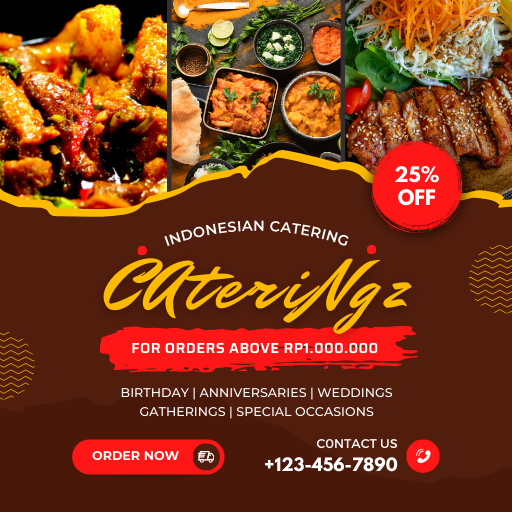 25%
OFF
INDONESIAN CATERING
CAteriNgz
FOR ORDERS ABOVE RP1.000.000
BIRTHDAY | ANNIVERSARIES | WEDDINGS
GATHERINGS | SPECIAL OCCASIONS
ORDER NOW
CONTACT US
+123-456-7890